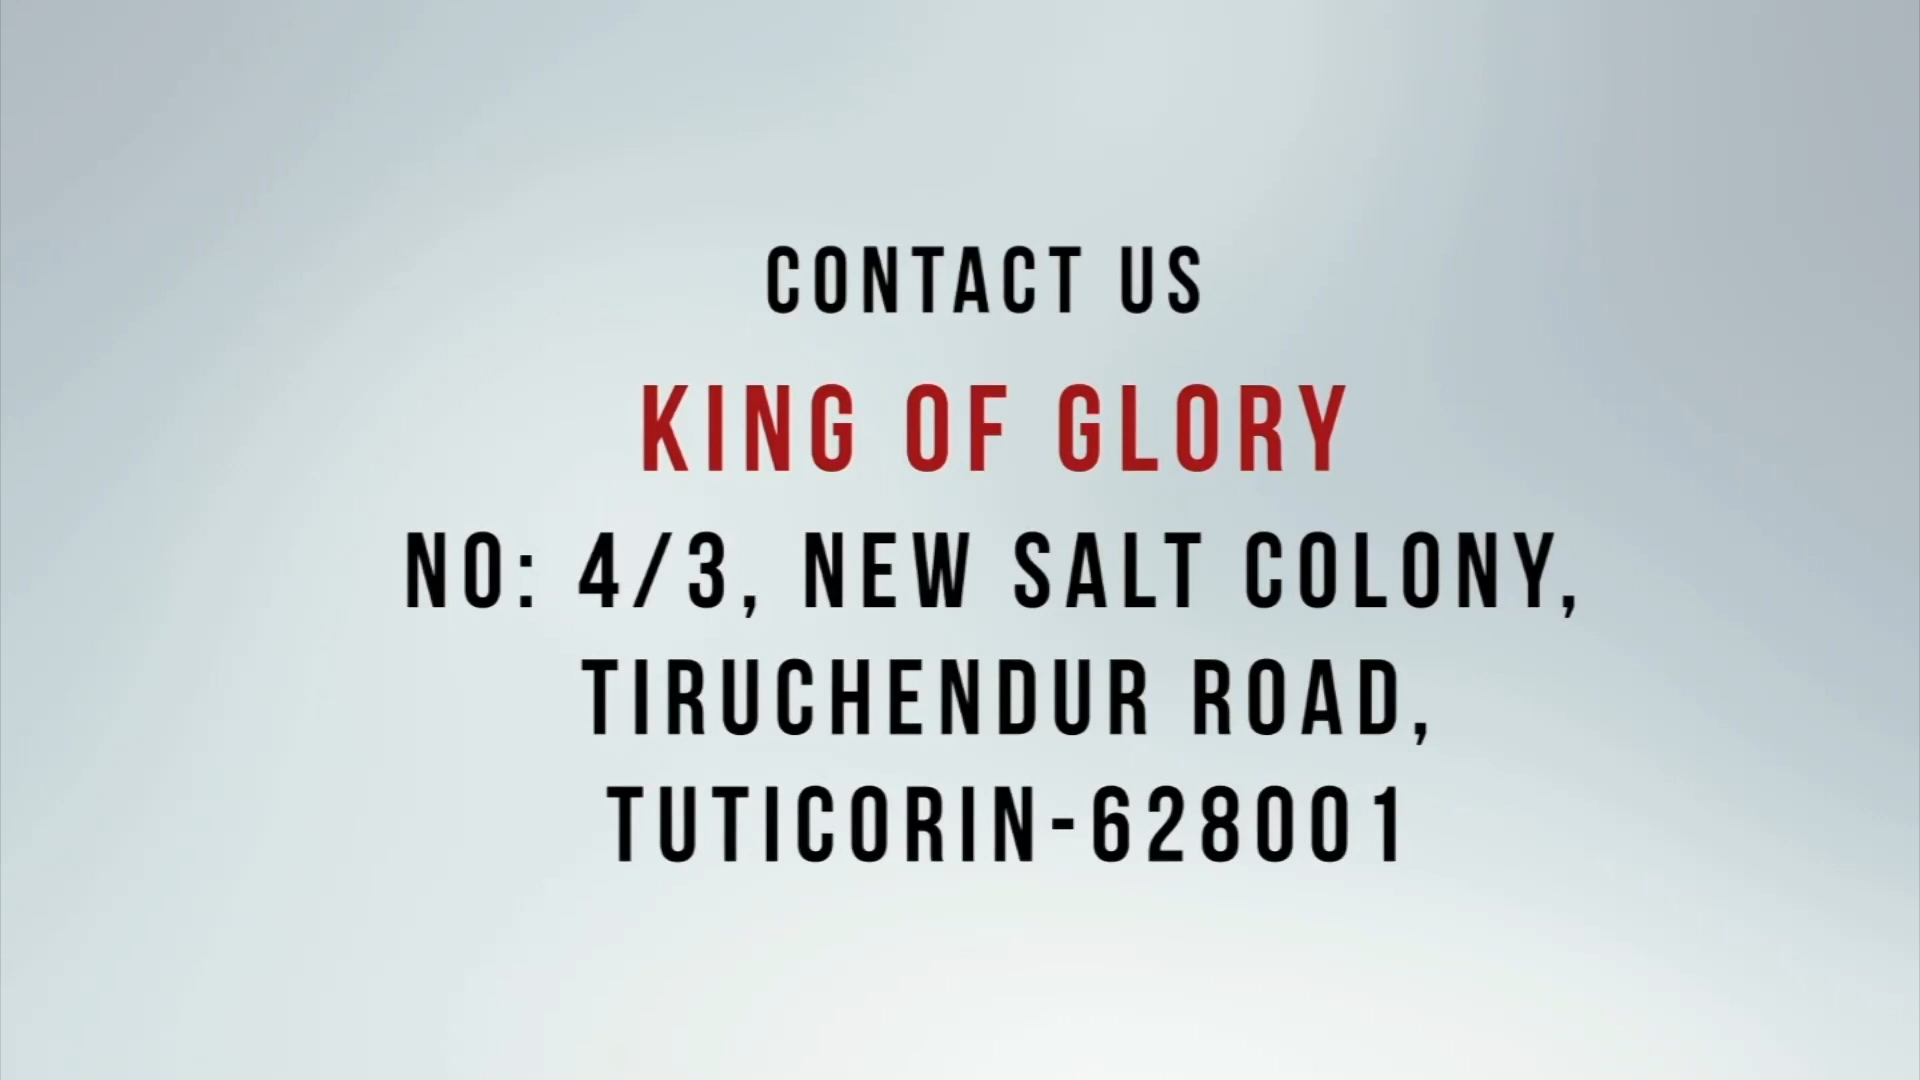 CONTACT US
KING OF GLORY
NO: 4/3, NEW SALT COLONY,
TIRUCHENDUR ROAD,
TUTICORIN-628001